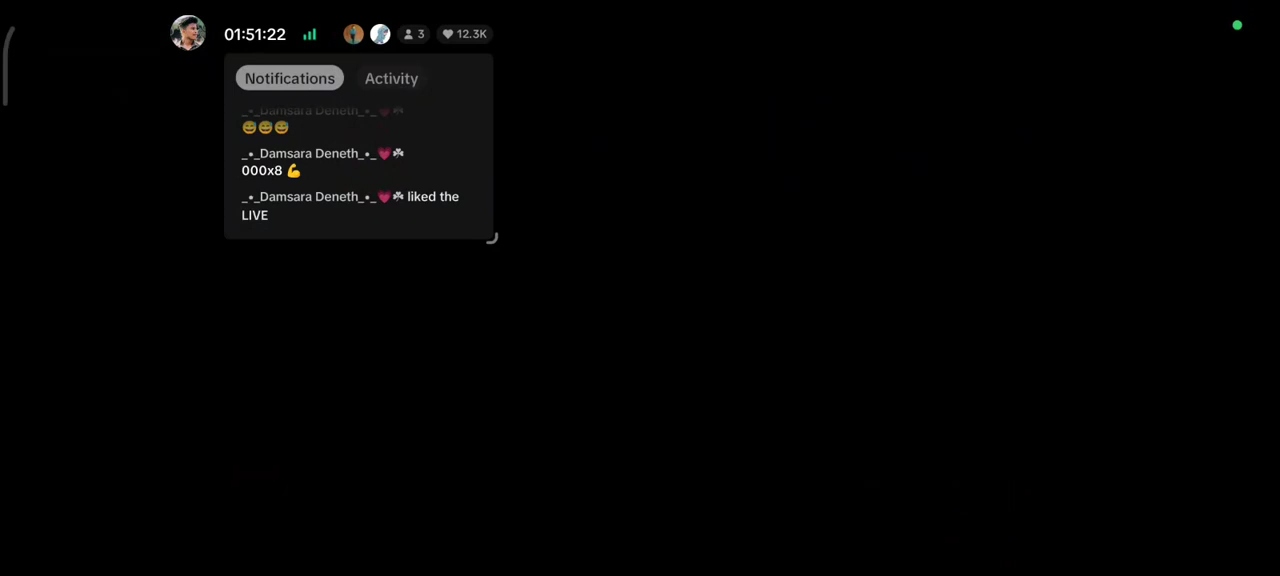 01:51:22 3 12.3K
Notifications Activity
_•_Damsara Deneth_•_💗☘
😅😅😅
_•_Damsara Deneth_•_💗☘
000x8 💪
_•_Damsara Deneth_•_💗☘ liked the
LIVE